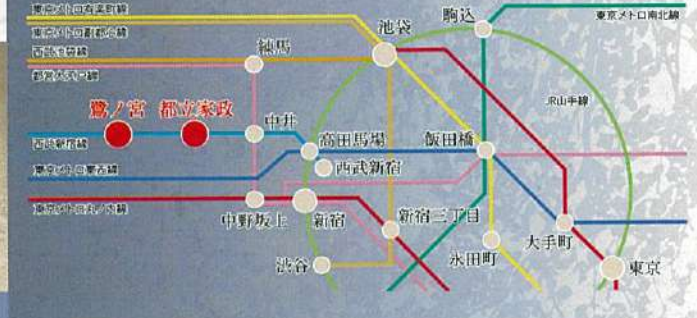 東京メトロ有楽町線
東京メトロ副都心線
西武池袋線
都営大江戸線
練馬
池袋
駒込
東京メトロ南北線
JR山手線
鷺ノ宮
都立家政
中井
西武新宿線
高田馬場
飯田橋
西武新宿
東京メトロ東西線
東京メトロ丸ノ内線
中野坂上
新宿
新宿三丁目
渋谷
永田町
大手町
東京